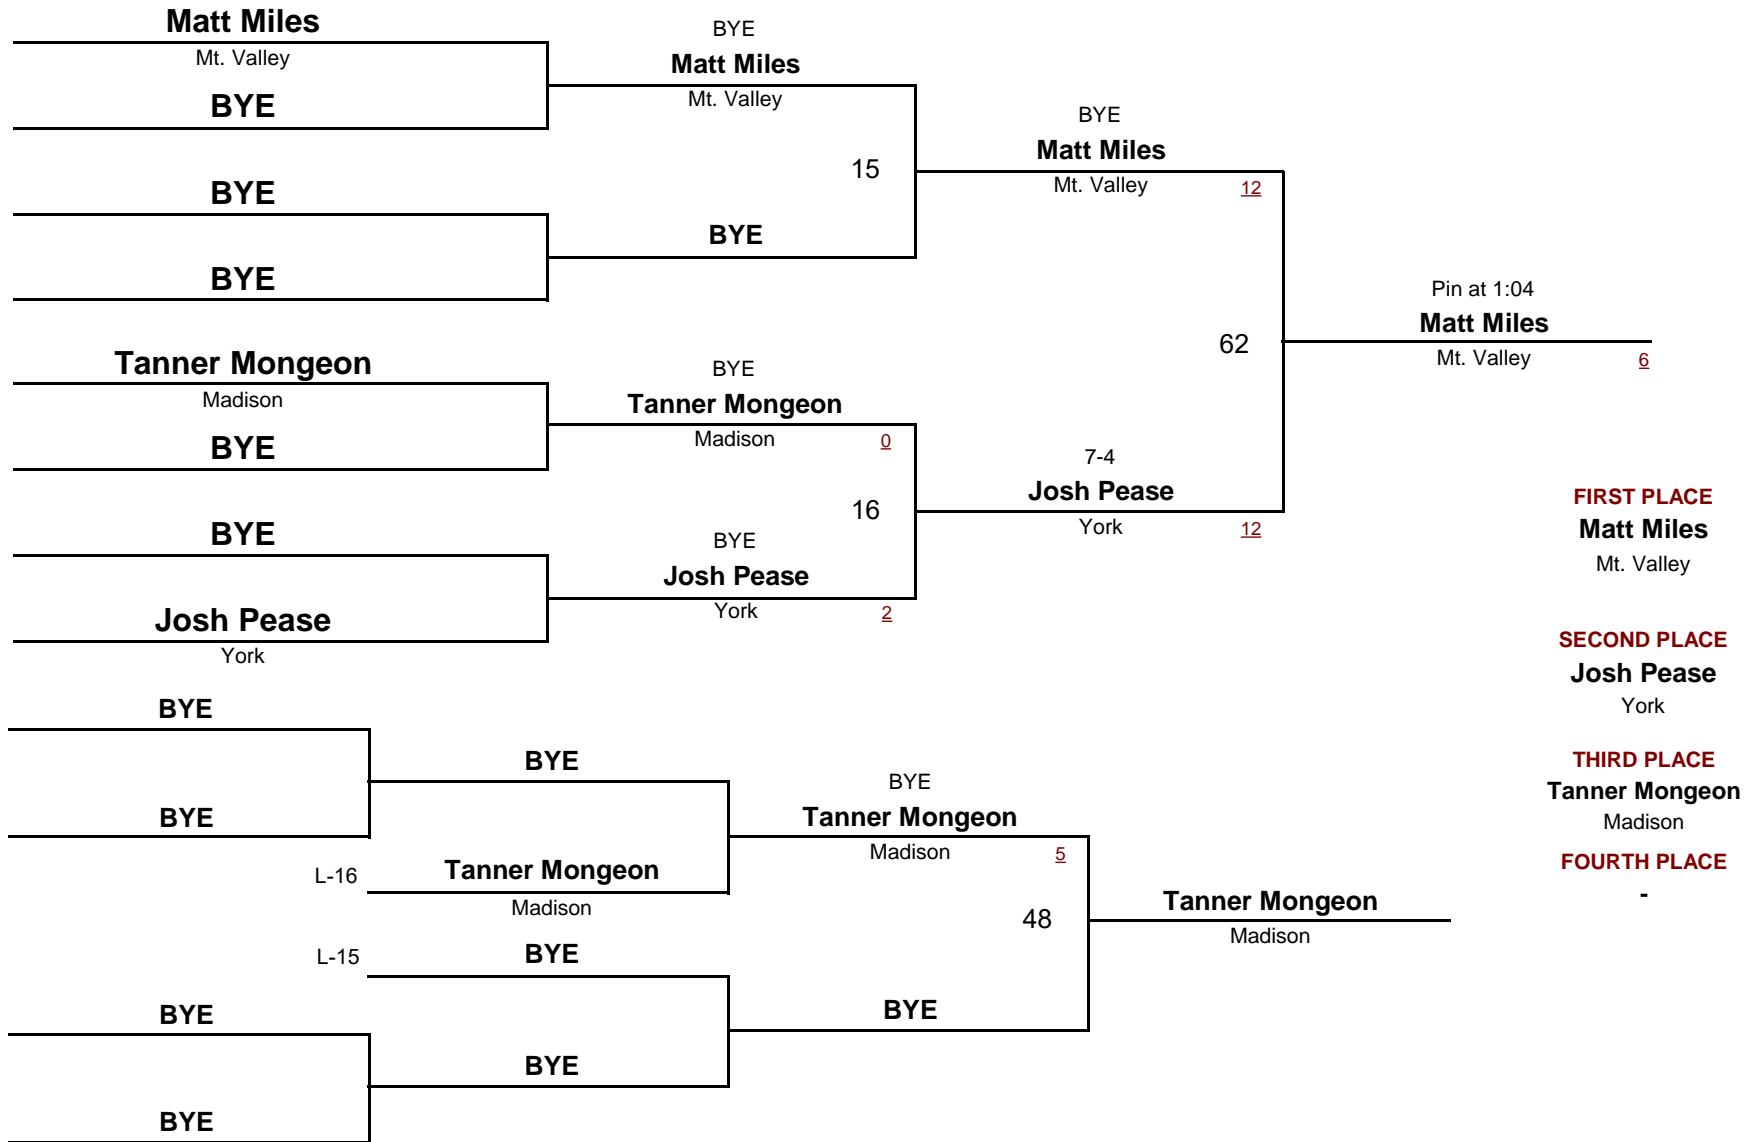 Matt Miles
Mt. Valley
BYE
BYE
BYE
Tanner Mongeon
Madison
BYE
BYE
Josh Pease
York
BYE
Matt Miles
Mt. Valley
15
BYE
BYE
Tanner Mongeon
Madison 0
16
BYE
Josh Pease
York 2
BYE
Matt Miles
Mt. Valley 12
62
7-4
Josh Pease
York 12
Pin at 1:04
Matt Miles
Mt. Valley 6
FIRST PLACE
Matt Miles
Mt. Valley
SECOND PLACE
Josh Pease
York
THIRD PLACE
Tanner Mongeon
Madison
FOURTH PLACE
-
BYE
BYE
BYE
BYE
BYE
L-16 Tanner Mongeon
Madison
L-15 BYE
BYE
BYE
Tanner Mongeon
Madison 5
48
BYE
Tanner Mongeon
Madison